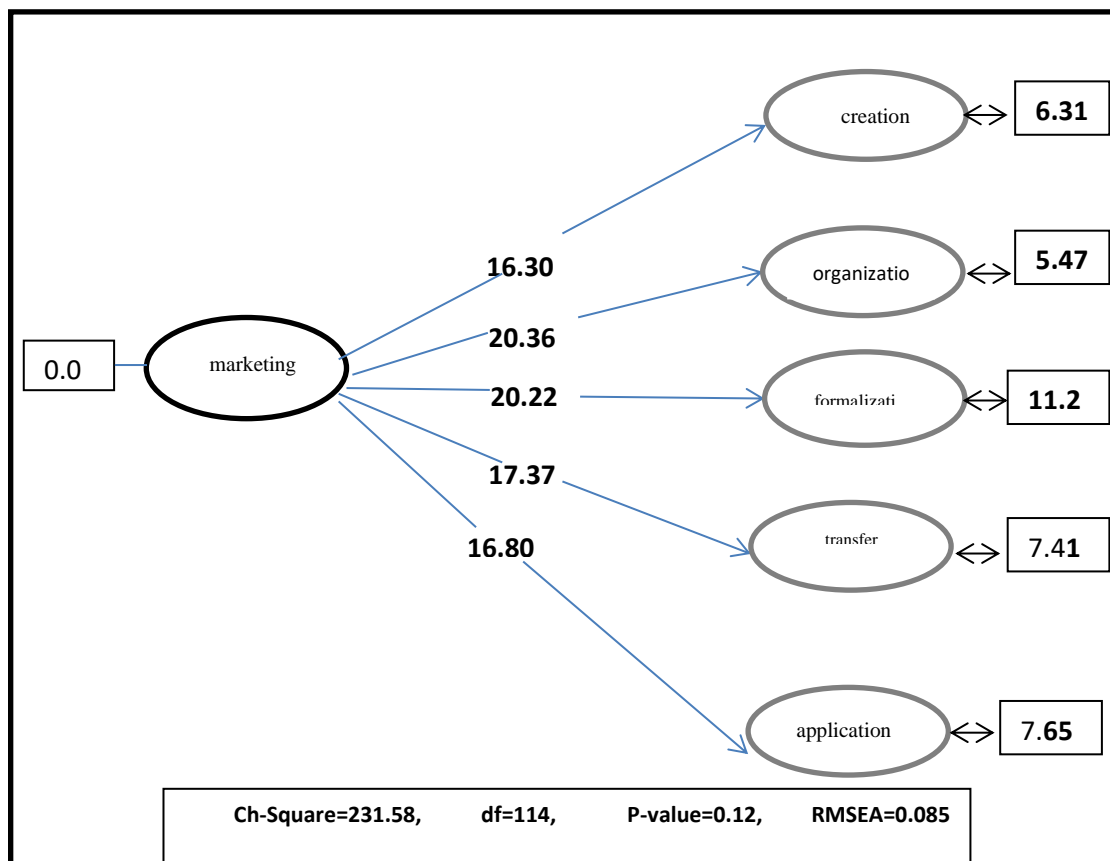 creation
6.31
16.30
organizatio
5.47
20.36
0.0
marketing
20.22
formalizati
11.2
17.37
transfer
7.41
16.80
application
7.65
Ch-Square=231.58, df=114, P-value=0.12, RMSEA=0.085